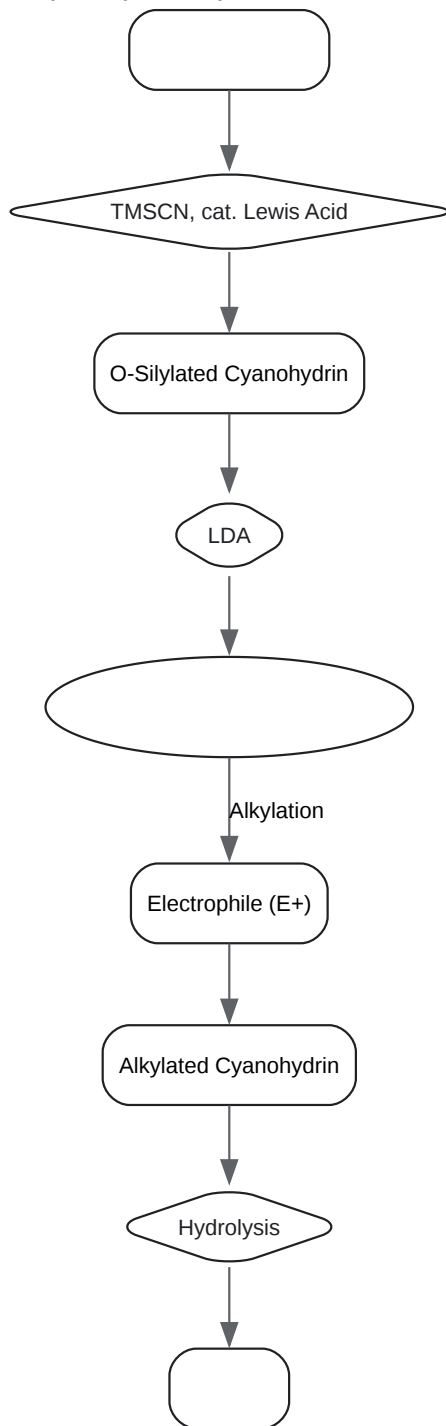 TMSCN, cat. Lewis Acid
O-Silylated Cyanohydrin
LDA
Alkylation
Electrophile (E+)
Alkylated Cyanohydrin
Hydrolysis